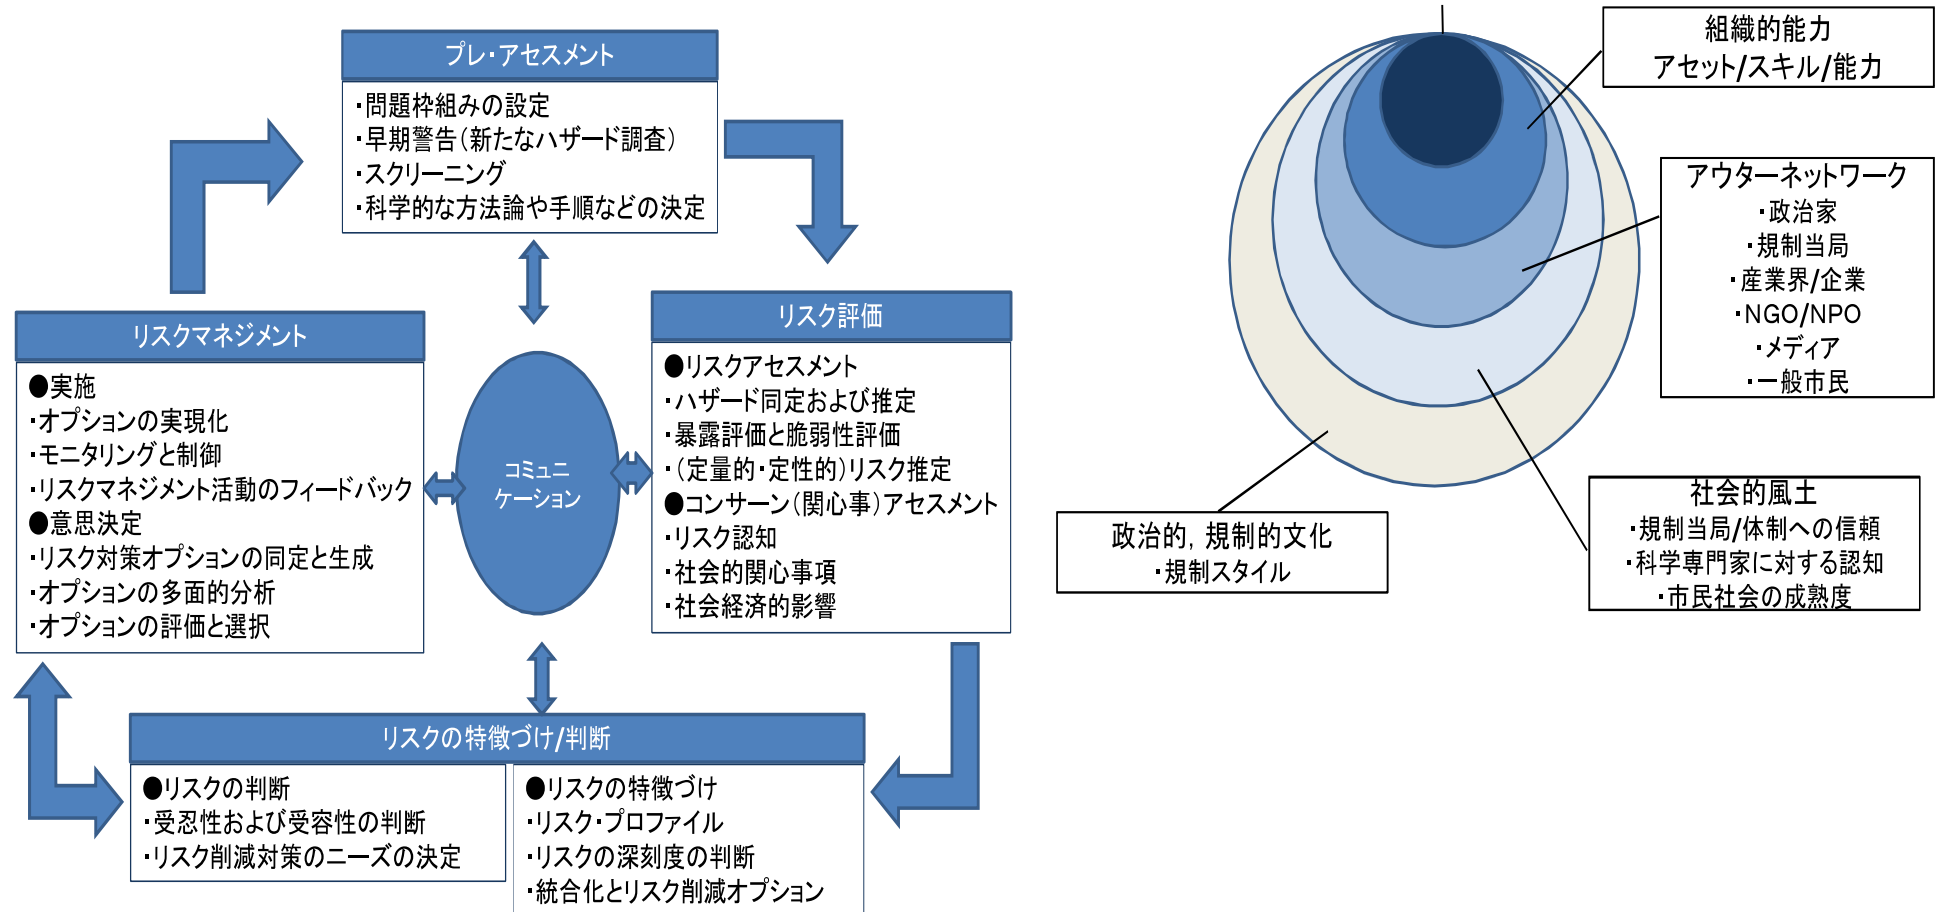 プレ・アセスメント
・問題枠組みの設定
・早期警告（新たなハザード調査）
・スクリーニング
・科学的な方法論や手順などの決定
リスクマネジメント
●実施
・オプションの実現化
・モニタリングと制御
・リスクマネジメント活動のフィードバック
●意思決定
・リスク対策オプションの同定と生成
・オプションの多面的分析
・オプションの評価と選択
コミュニ
ケーション
リスク評価
●リスクアセスメント
・ハザード同定および推定
・暴露評価と脆弱性評価
・（定量的・定性的）リスク推定
●コンサーン（関心事）アセスメント
・リスク認知
・社会的関心事項
・社会経済的影響
リスクの特徴づけ/判断
●リスクの判断
・受忍性および受容性の判断
・リスク削減対策のニーズの決定
●リスクの特徴づけ
・リスク・プロファイル
・リスクの深刻度の判断
・統合化とリスク削減オプション
組織的能力
アセット/スキル/能力
アウターネットワーク
・政治家
・規制当局
・産業界/企業
・NGO/NPO
・メディア
・一般市民
社会的風土
・規制当局/体制への信頼
・科学専門家に対する認知
・市民社会の成熟度
政治的，規制的文化
・規制スタイル